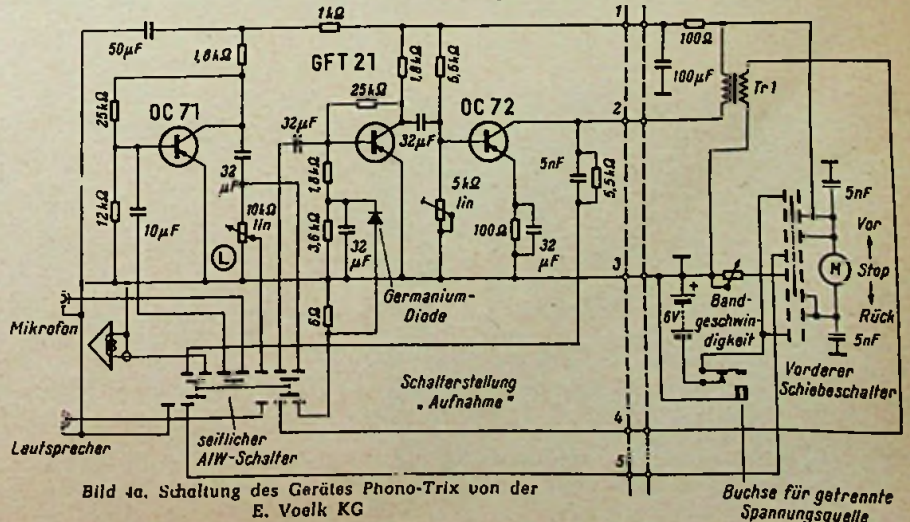 50µF
1kΩ
1
100Ω
1,8kΩ
GFT 21
1,8kΩ
5,5kΩ
100µF
Tr1
25kΩ
OC 71
25kΩ
OC 72
2
32µF
32µF
5nF
5,5kΩ
5nF
12kΩ
10µF
32
µF
1,8kΩ
5kΩ
lin
Vor
10kΩ
lin
3,6kΩ
32
µF
100Ω
32
µF
M
Stop
L
3
+
6V
Band-
geschwin-
digkeit
Rück
5nF
Mikrofon
6Ω
Germanium-
Diode
Vorderer
Schiebeschalter
Schalterstellung
„Aufnahme"
4
Lautsprecher
seitlicher
A/W-Schalter
5
Bild 4a. Schaltung des Gerätes Phono-Trix von der
E. Voelk KG
Buchse für getrennte
Spannungsquelle